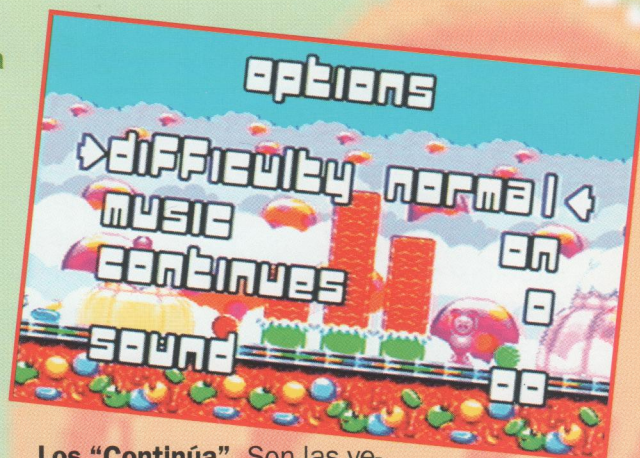 options
difficulty normal
music on
continues 0
sound 00
Los "Continúa". Son las ve-